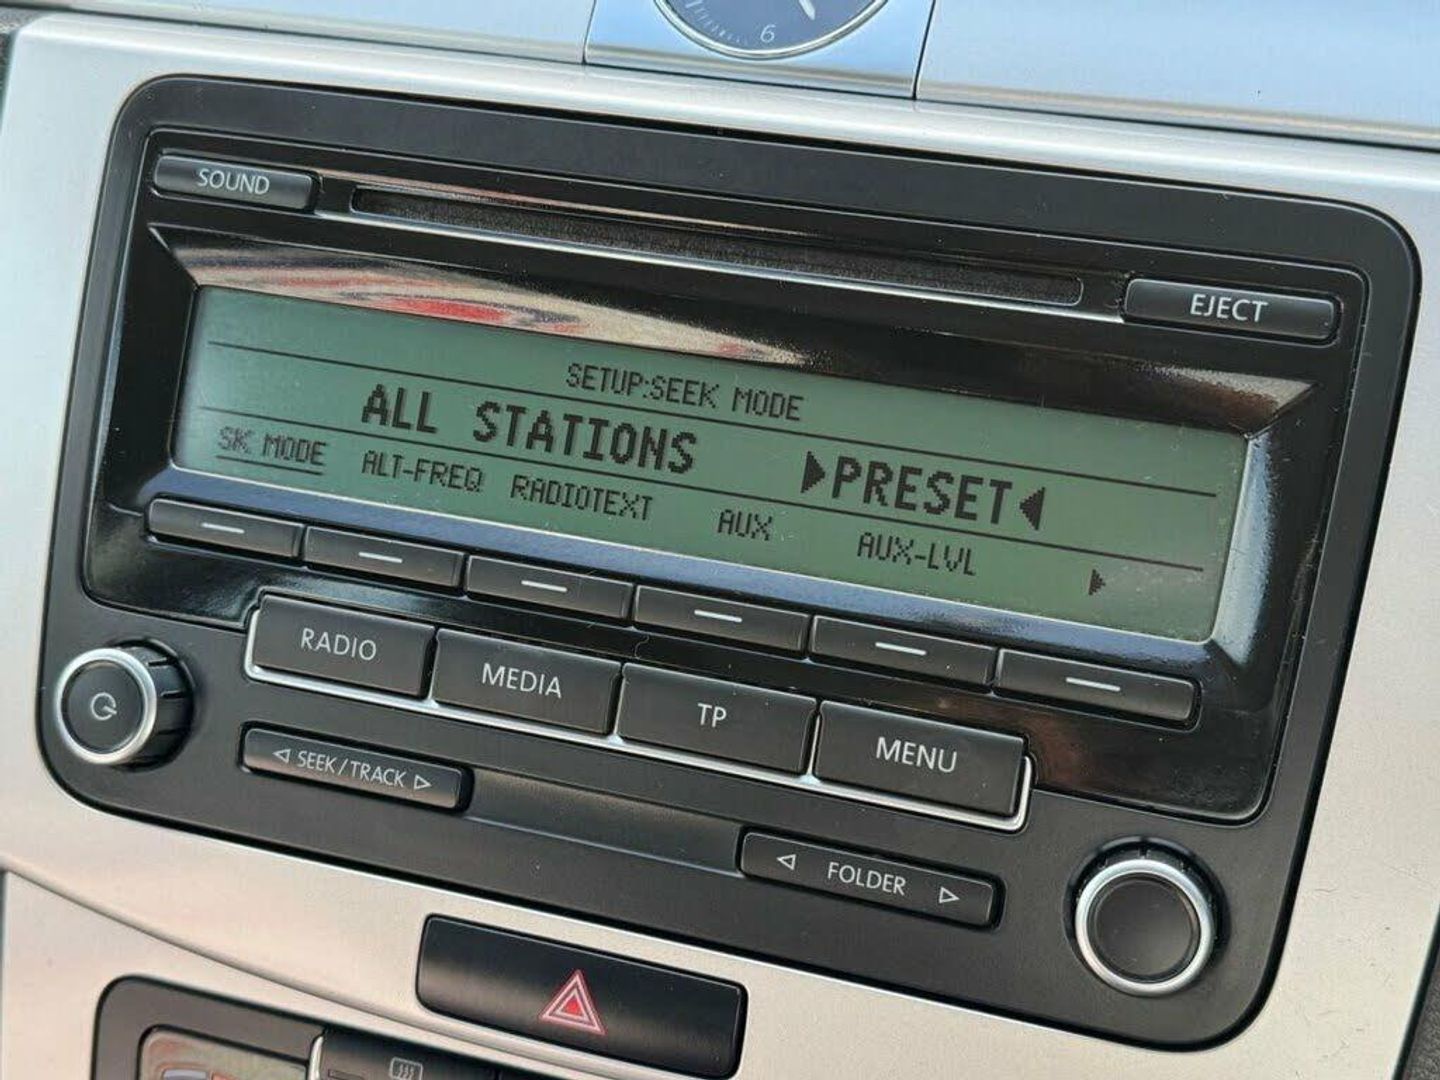 6
SOUND
EJECT
SETUP:SEEK MODE
ALL STATIONS PRESET
SK MODE ALT-FREQ RADIOTEXT AUX AUX-LVL
RADIO MEDIA TP MENU
SEEK/TRACK
FOLDER